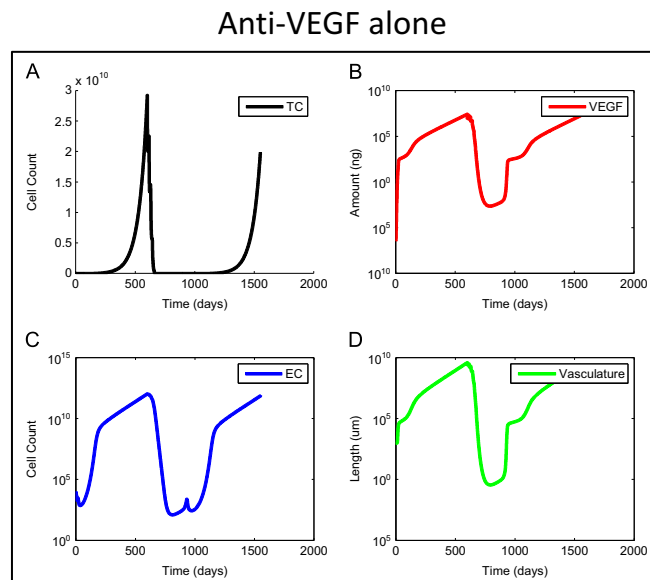 Anti-VEGF alone
A
x 10^10
3
2.5
2
1.5
1
0.5
0
Cell Count
TC
0 500 1000 1500 2000
Time (days)
B
10^10
10^5
10^0
10^5
10^10
Amount (ng)
VEGF
0 500 1000 1500 2000
Time (days)
C
10^15
10^10
10^5
10^0
Cell Count
EC
0 500 1000 1500 2000
Time (days)
D
10^10
10^5
10^0
10^5
Length (um)
Vasculature
0 500 1000 1500 2000
Time (days)